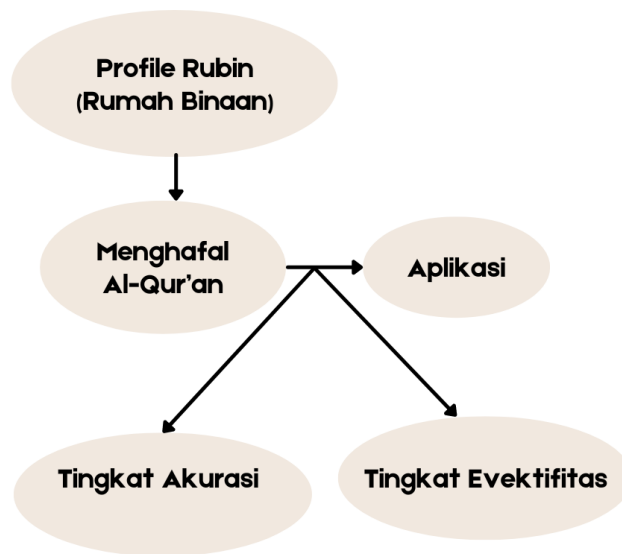 Profile Rubin
(Rumah Binaan)
Menghafal
Al-Qur'an
Aplikasi
Tingkat Akurasi
Tingkat Evektifitas